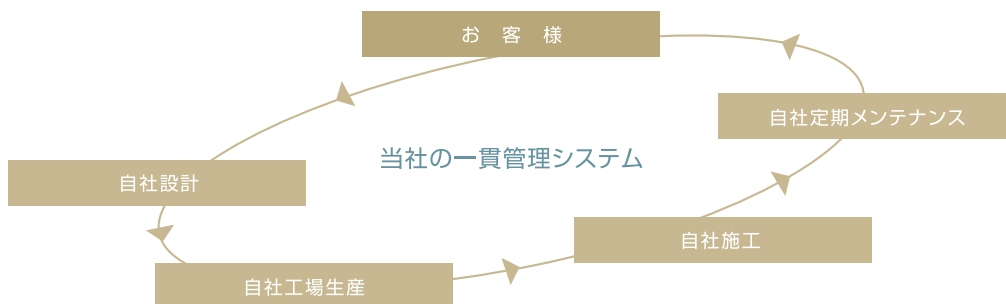 お　客　様
自社定期メンテナンス
当社の一貫管理システム
自社設計
自社施工
自社工場生産